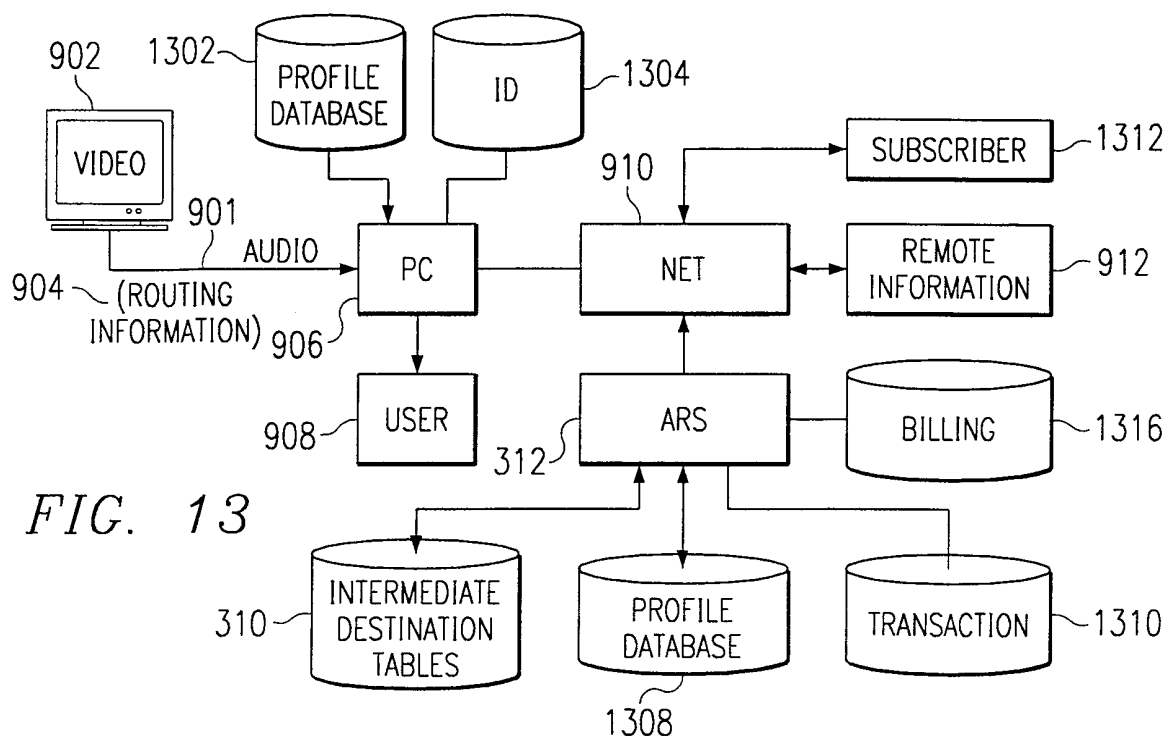 1302
902
PROFILE
DATABASE
ID
1304
VIDEO
910
SUBSCRIBER
1312
901
AUDIO
PC
NET
REMOTE
INFORMATION
912
904
(ROUTING
INFORMATION)
906
USER
908
ARS
312
BILLING
1316
FIG. 13
310
INTERMEDIATE
DESTINATION
TABLES
PROFILE
DATABASE
1308
TRANSACTION
1310